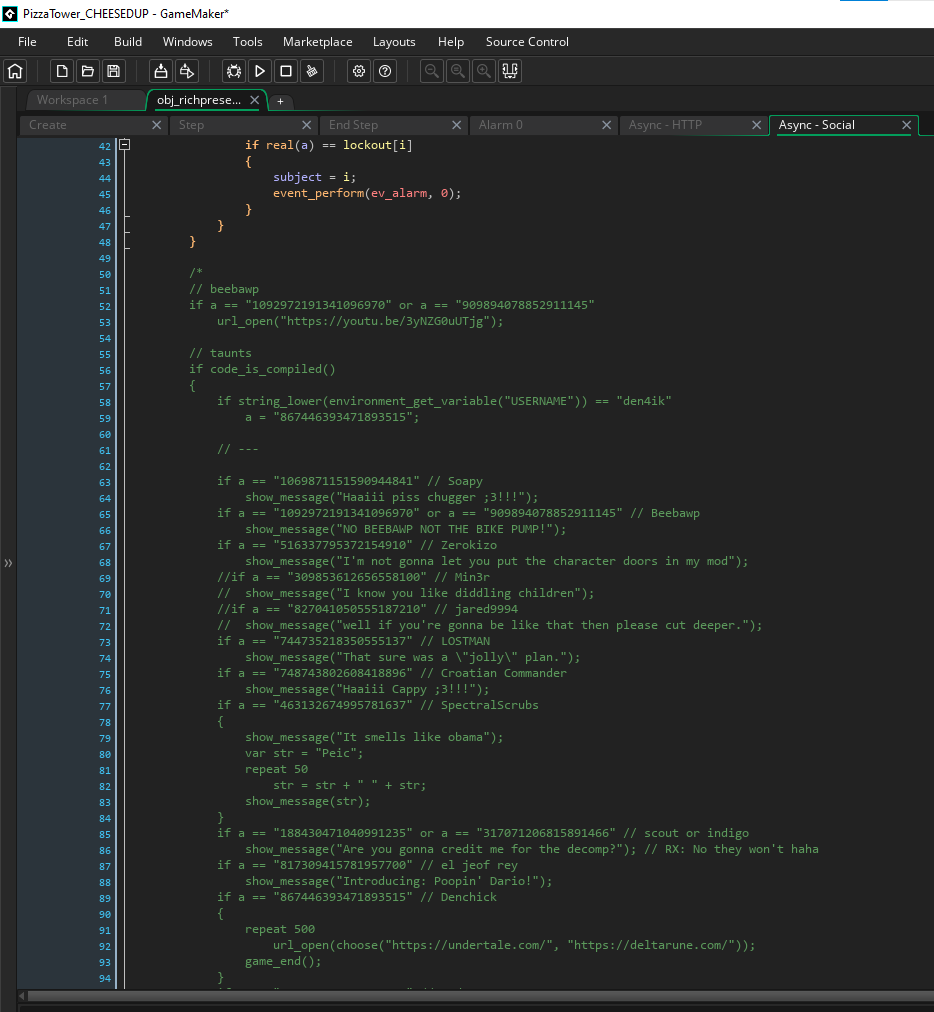 PizzaTower_CHEESEDUP - GameMaker*
File Edit Build Windows Tools Marketplace Layouts Help Source Control
Workspace 1 obj_richprese... +
Create Step End Step Alarm 0 Async - HTTP Async - Social
42 if real(a) == lockout[i]
43 {
44 subject = i;
45 event_perform(ev_alarm, 0);
46 }
47 }
48 }
49
50 /*
51 // beebawp
52 if a == "1092972191341096970" or a == "909894078852911145"
53 url_open("https://youtu.be/3yNZG0uUTjg");
54
55 // taunts
56 if code_is_compiled()
57 {
58 if string_lower(environment_get_variable("USERNAME")) == "den4ik"
59 a = "867446393471893515";
60
61 // ---
62
63 if a == "1069871151590944841" // Soapy
64 show_message("Haaiii piss chugger ;3!!!");
65 if a == "1092972191341096970" or a == "909894078852911145" // Beebawp
66 show_message("NO BEEBAWP NOT THE BIKE PUMP!");
67 if a == "516337795372154910" // Zerokizo
68 show_message("I'm not gonna let you put the character doors in my mod");
69 //if a == "309853612656558100" // Min3r
70 // show_message("I know you like diddling children");
71 //if a == "827041050555187210" // jared9994
72 // show_message("well if you're gonna be like that then please cut deeper.");
73 if a == "744735218350555137" // LOSTMAN
74 show_message("That sure was a \"jolly\" plan.");
75 if a == "748743802608418896" // Croatian Commander
76 show_message("Haaiii Cappy ;3!!!");
77 if a == "463132674995781637" // SpectralScrubs
78 {
79 show_message("It smells like obama");
80 var str = "Peic";
81 repeat 50
82 str = str + " " + str;
83 show_message(str);
84 }
85 if a == "188430471040991235" or a == "317071206815891466" // scout or indigo
86 show_message("Are you gonna credit me for the decomp?"); // RX: No they won't haha
87 if a == "817309415781957700" // el jeof rey
88 show_message("Introducing: Poopin' Dario!");
89 if a == "867446393471893515" // Denchick
90 {
91 repeat 500
92 url_open(choose("https://undertale.com/", "https://deltarune.com/"));
93 game_end();
94 }